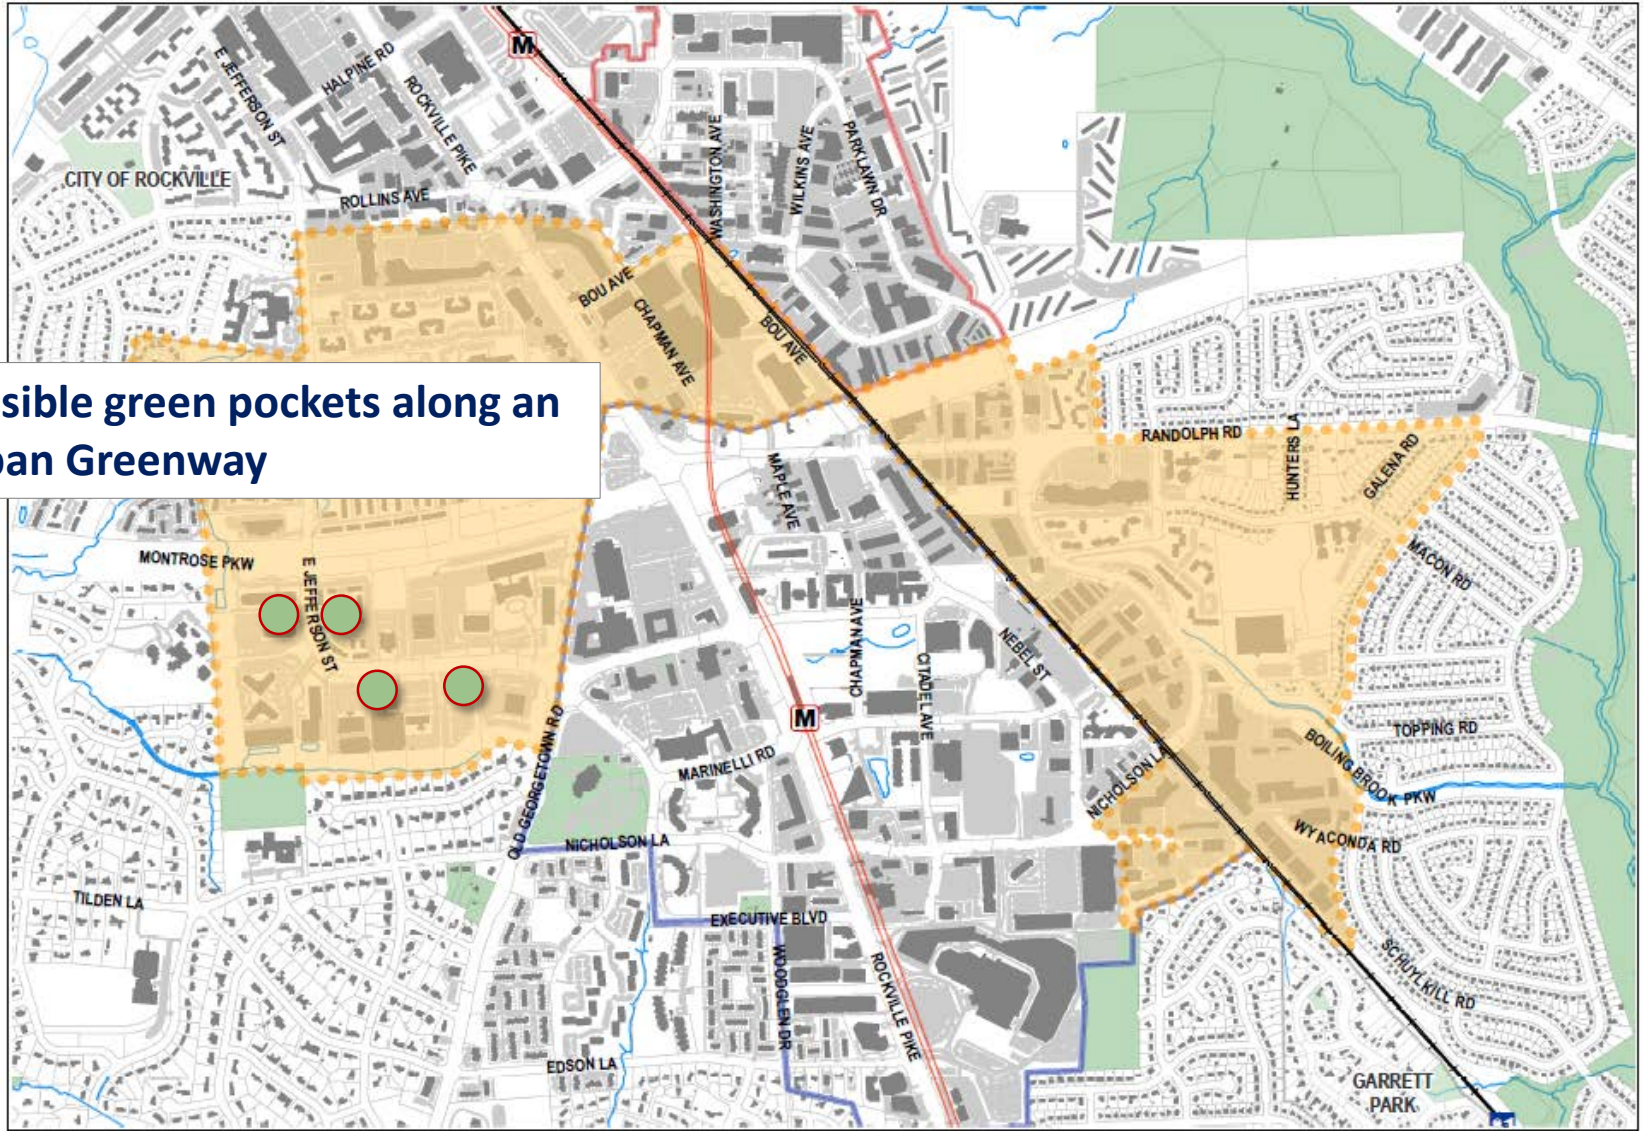 M
E JEFFERSON ST
HALPINE RD
ROCKVILLE PIKE
WASHINGTON AVE
WILKINS AVE
PARKLAWN DR
CITY OF ROCKVILLE
ROLLINS AVE
BOU AVE
CHAPMAN AVE
BOU AVE
sible green pockets along an
ban Greenway
RANDOLPH RD
HUNTERS LA
GALENA RD
MAPLE AVE
MONTROSE PKW
E JEFFERSON ST
MACON RD
CHAPMAN AVE
CITADEL AVE
NEBEL ST
M
OLD GEORGETOWN RD
MARINELLI RD
NICHOLSON LA
TOPPING RD
BOILING BROOK PKW
WYACONDA RD
NICHOLSON LA
TILDEN LA
EXECUTIVE BLVD
WOODGLEN DR
ROCKVILLE PIKE
SCHUYLKILL RD
EDSON LA
GARRETT
PARK